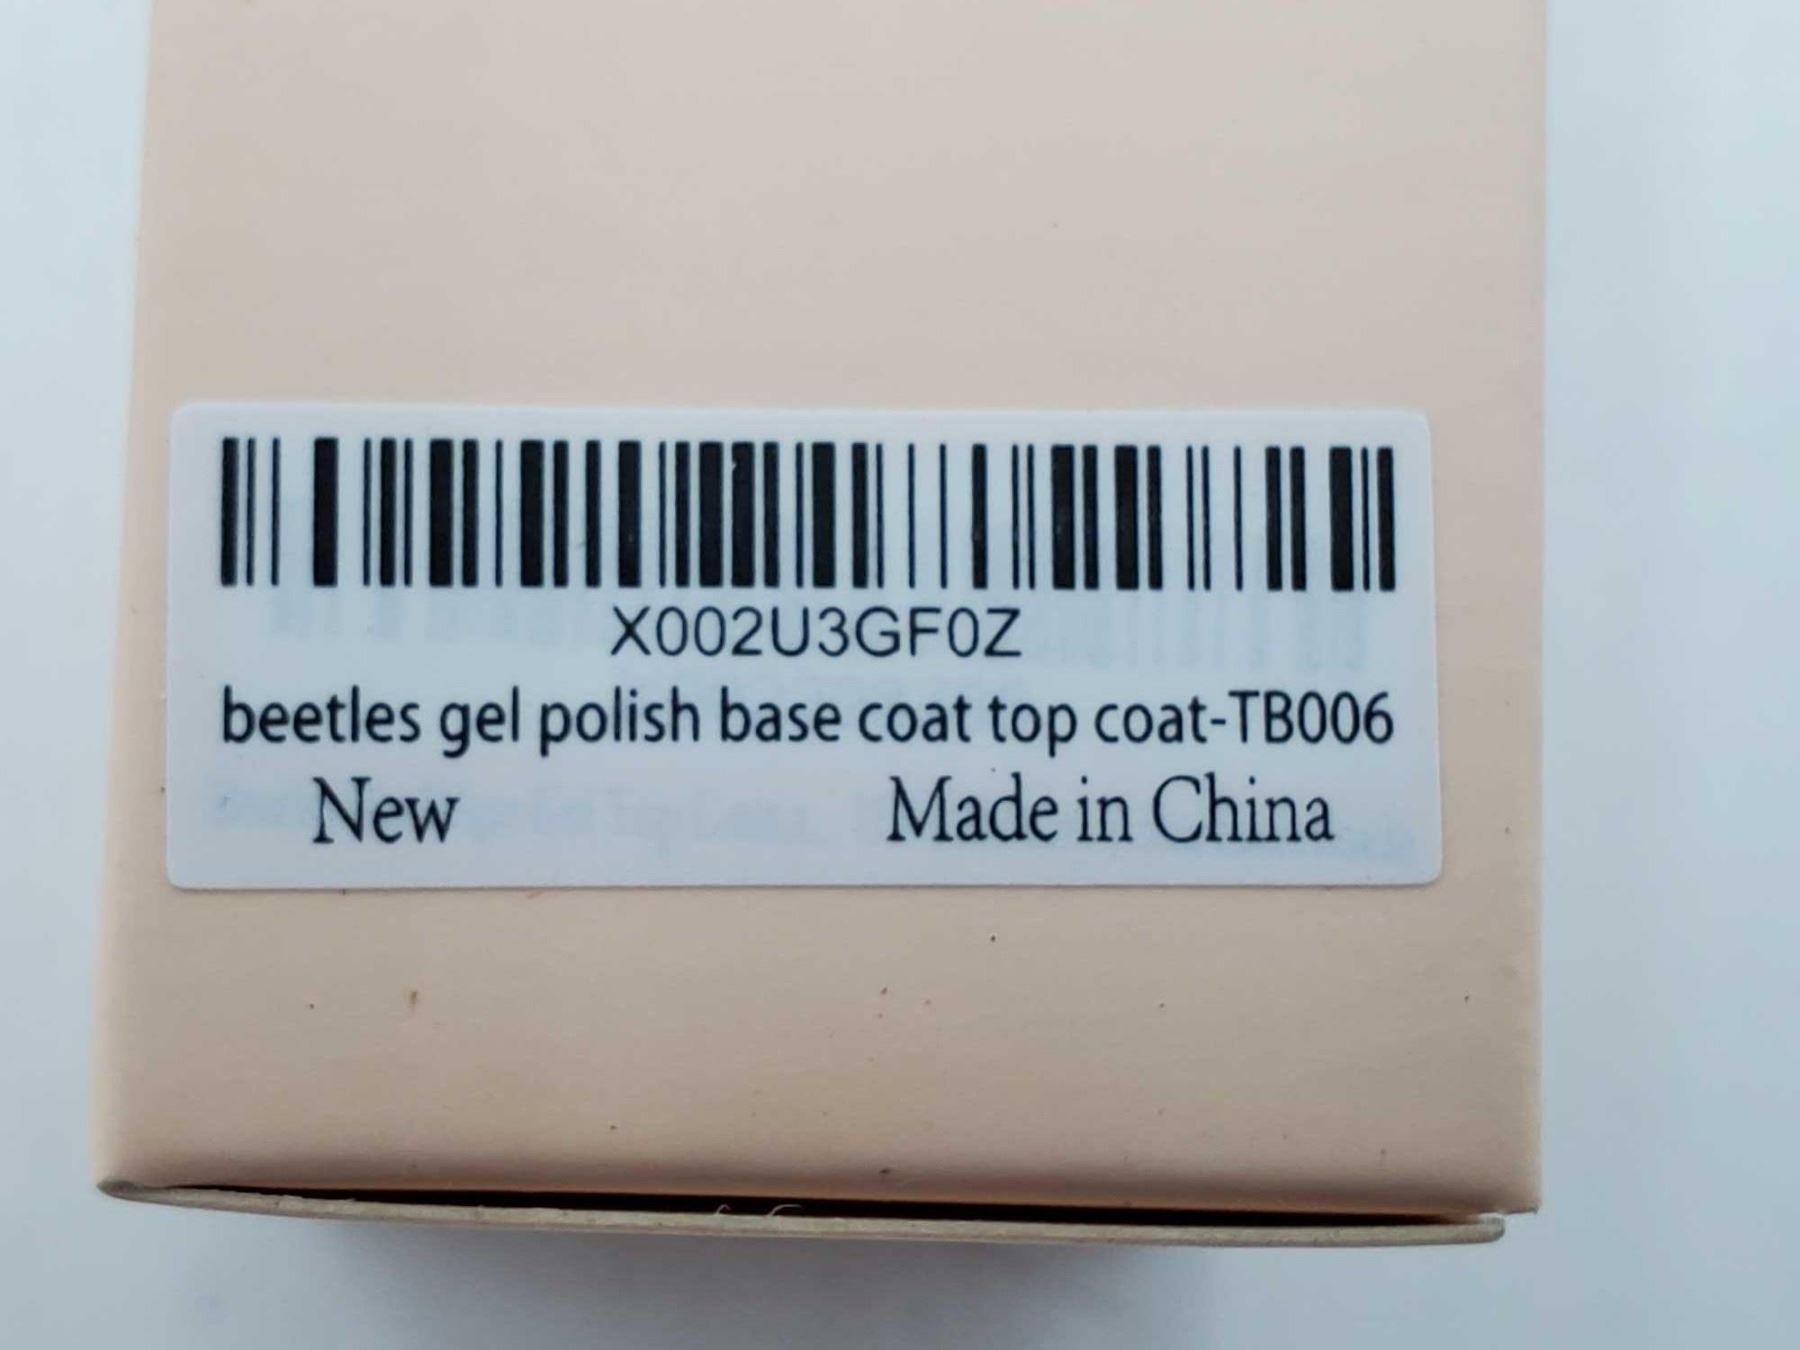 X002U3GF0Z
beetles gel polish base coat top coat-TB006
New Made in China